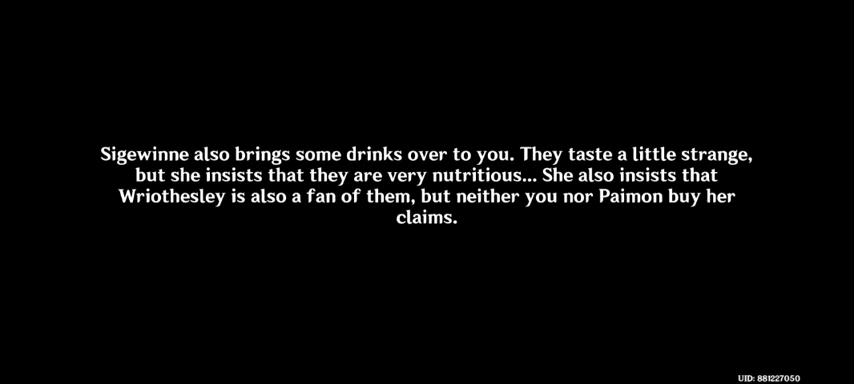 Sigewinne also brings some drinks over to you. They taste a little strange,
but she insists that they are very nutritious... She also insists that
Wriothesley is also a fan of them, but neither you nor Paimon buy her
claims.
UID: 881227050